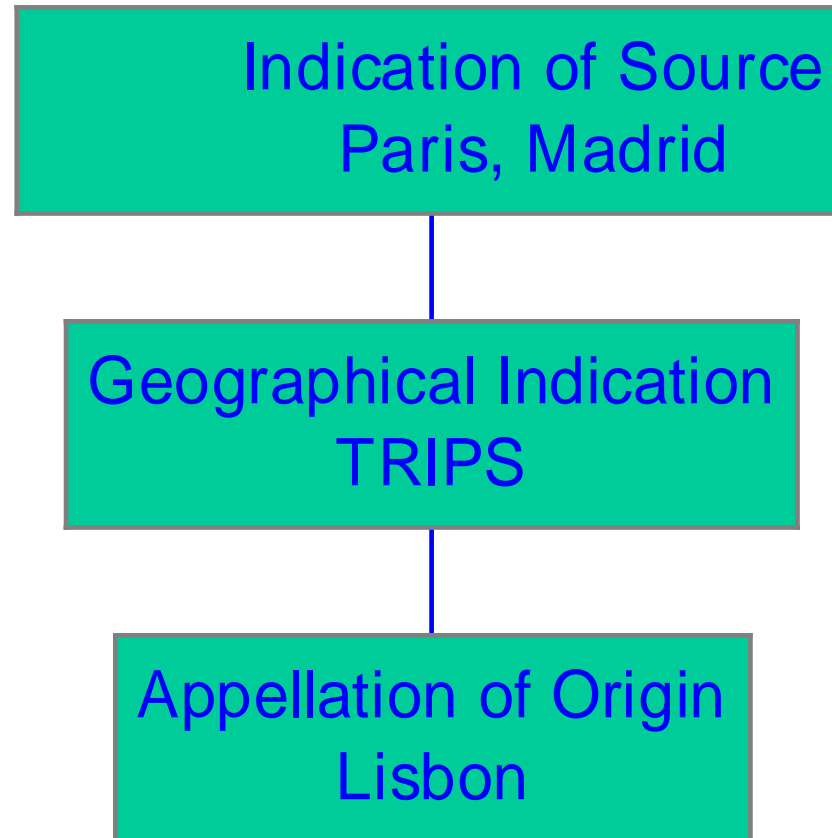 Indication of Source
Paris, Madrid
Geographical Indication
TRIPS
Appellation of Origin
Lisbon